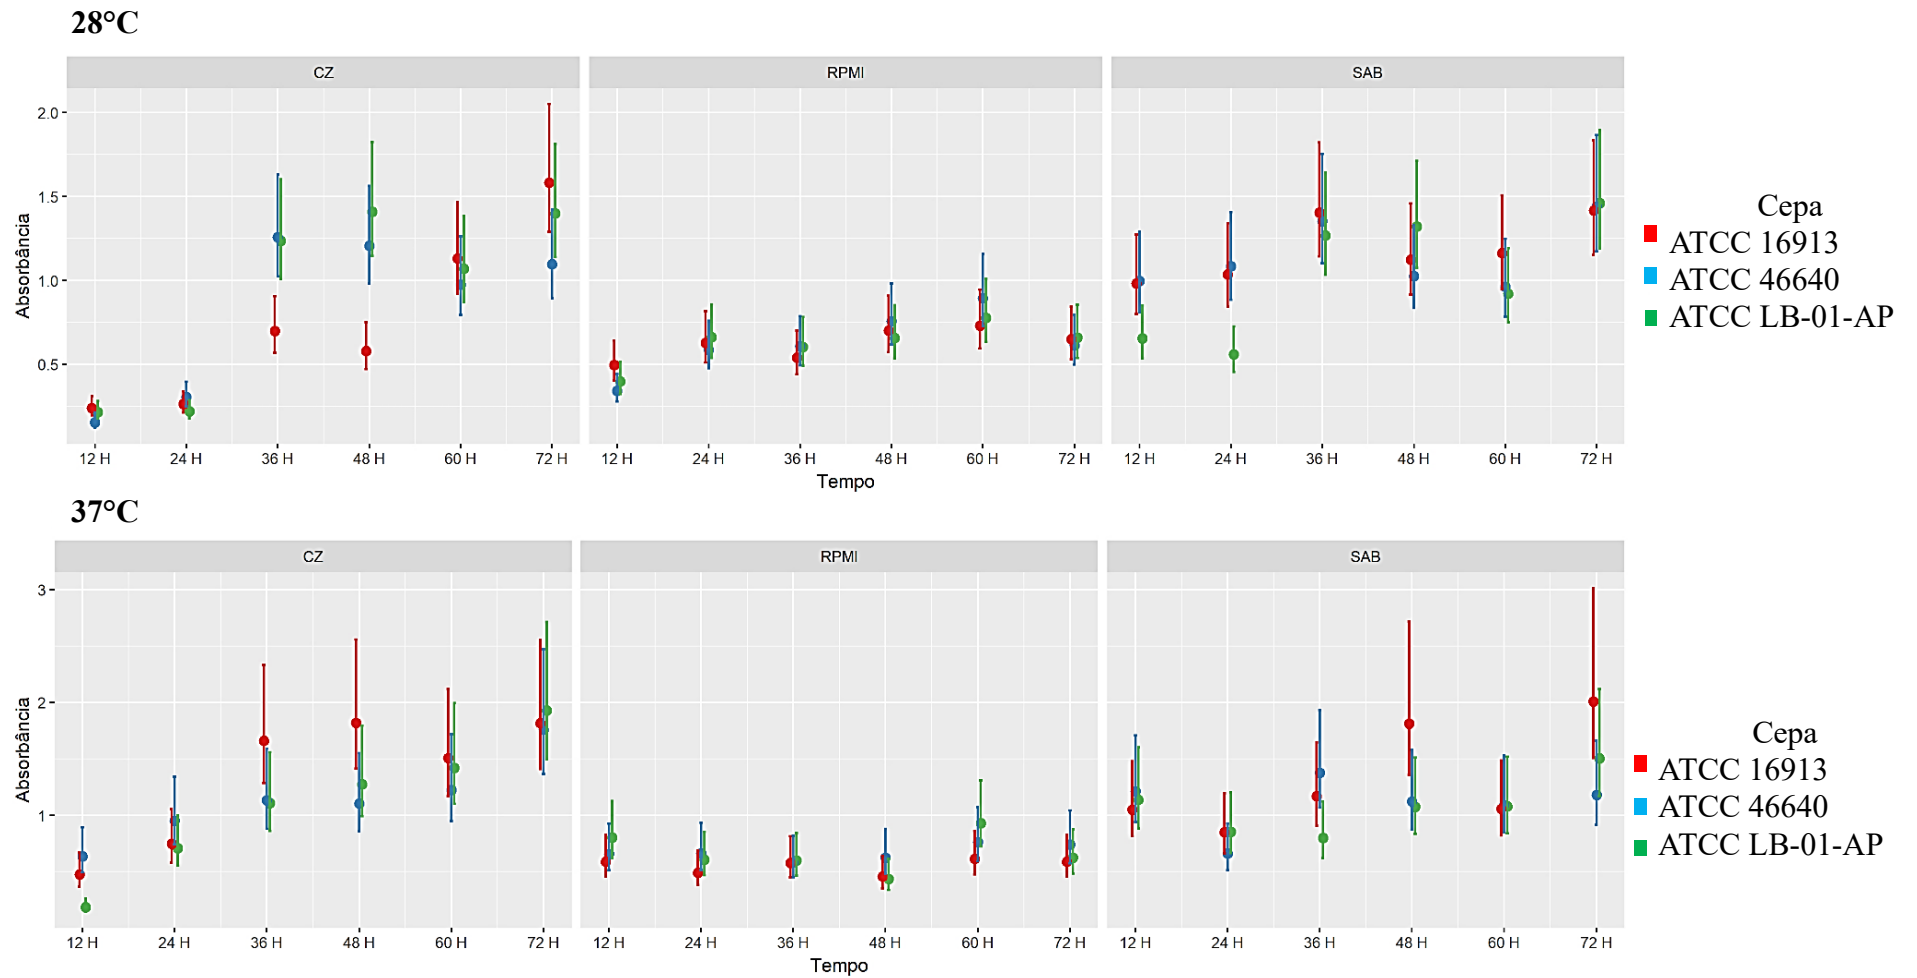 28°C
CZ RPMI SAB
2.0
1.5
1.0
0.5
Absorbância
12 H 24 H 36 H 48 H 60 H 72 H 12 H 24 H 36 H 48 H 60 H 72 H 12 H 24 H 36 H 48 H 60 H 72 H
Tempo
Cepa
ATCC 16913
ATCC 46640
ATCC LB-01-AP
37°C
CZ RPMI SAB
3
2
1
Absorbância
12 H 24 H 36 H 48 H 60 H 72 H 12 H 24 H 36 H 48 H 60 H 72 H 12 H 24 H 36 H 48 H 60 H 72 H
Tempo
Cepa
ATCC 16913
ATCC 46640
ATCC LB-01-AP